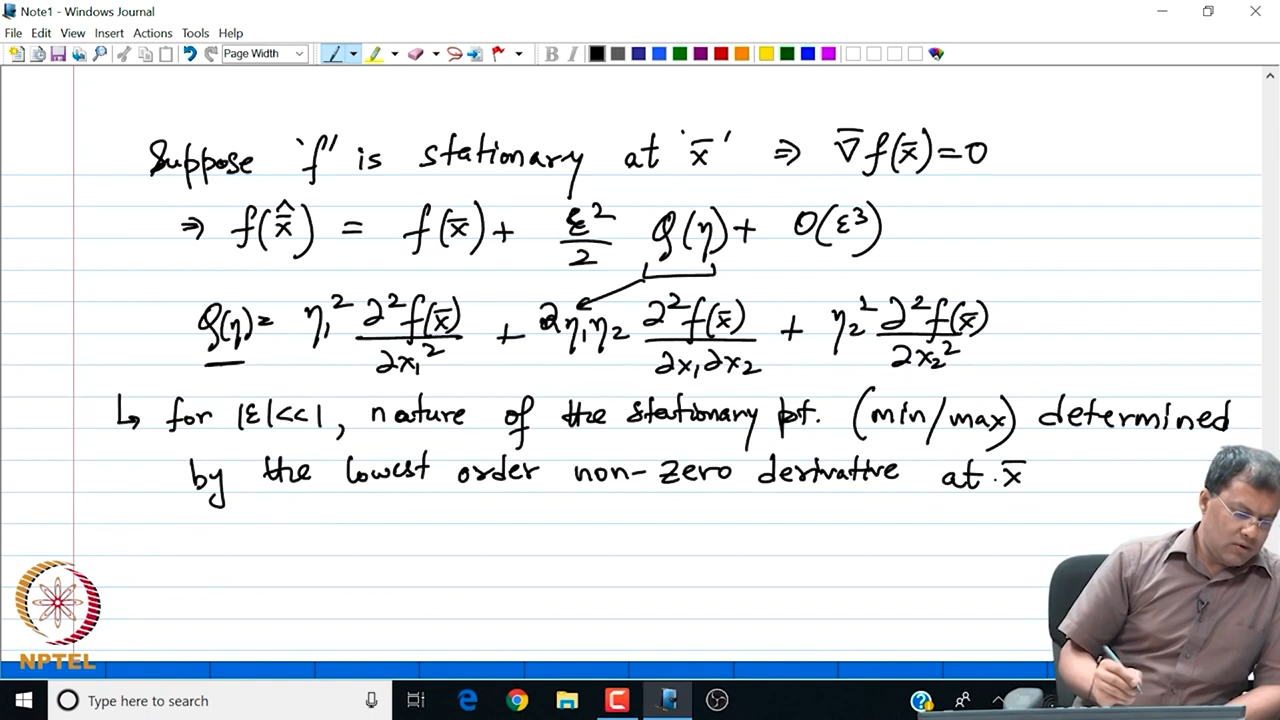 Note1 - Windows Journal
File Edit View Insert Actions Tools Help
Page Width B I
Suppose 'f' is stationary at 'x̄' ⇒ ∇̄f(x̄)=0
⇒ f(x̄̂) = f(x̄) + ε²/2 Q(η) + O(ε³)
Q(η) = η₁² ∂²f(x̄)/∂x₁² + 2η₁η₂ ∂²f(x̄)/∂x₁∂x₂ + η₂² ∂²f(x̄)/∂x₂²
↳ for |ε|<<1, nature of the stationary pt. (min/max) determined
by the lowest order non-zero derivative at x̄
NPTEL
Type here to search